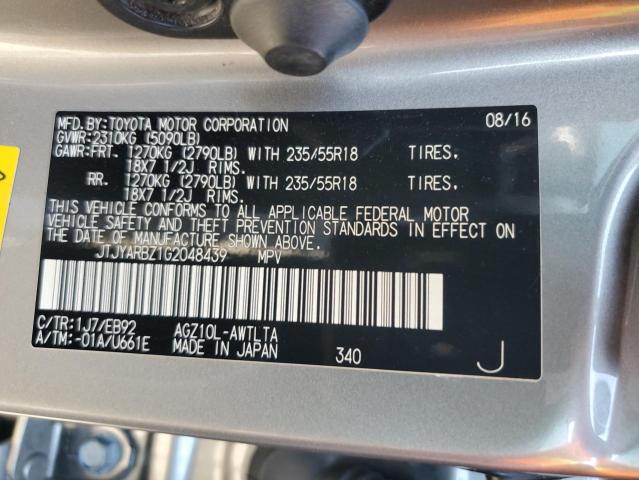 MFD.BY:TOYOTA MOTOR CORPORATION 08/16
GVWR:2310KG (5090LB)
GAWR:FRT. 1270KG (2790LB) WITH 235/55R18 TIRES.
18X7 1/2J RIMS.
RR. 1270KG (2790LB) WITH 235/55R18 TIRES.
18X7 1/2J RIMS.
THIS VEHICLE CONFORMS TO ALL APPLICABLE FEDERAL MOTOR
VEHICLE SAFETY AND THEFT PREVENTION STANDARDS IN EFFECT ON
THE DATE OF MANUFACTURE SHOWN ABOVE.
JTJYARBZ1G2048439 MPV
C/TR:1J7/EB92 AGZ10L-AWTLTA
A/TM:-01A/U661E MADE IN JAPAN 340 J